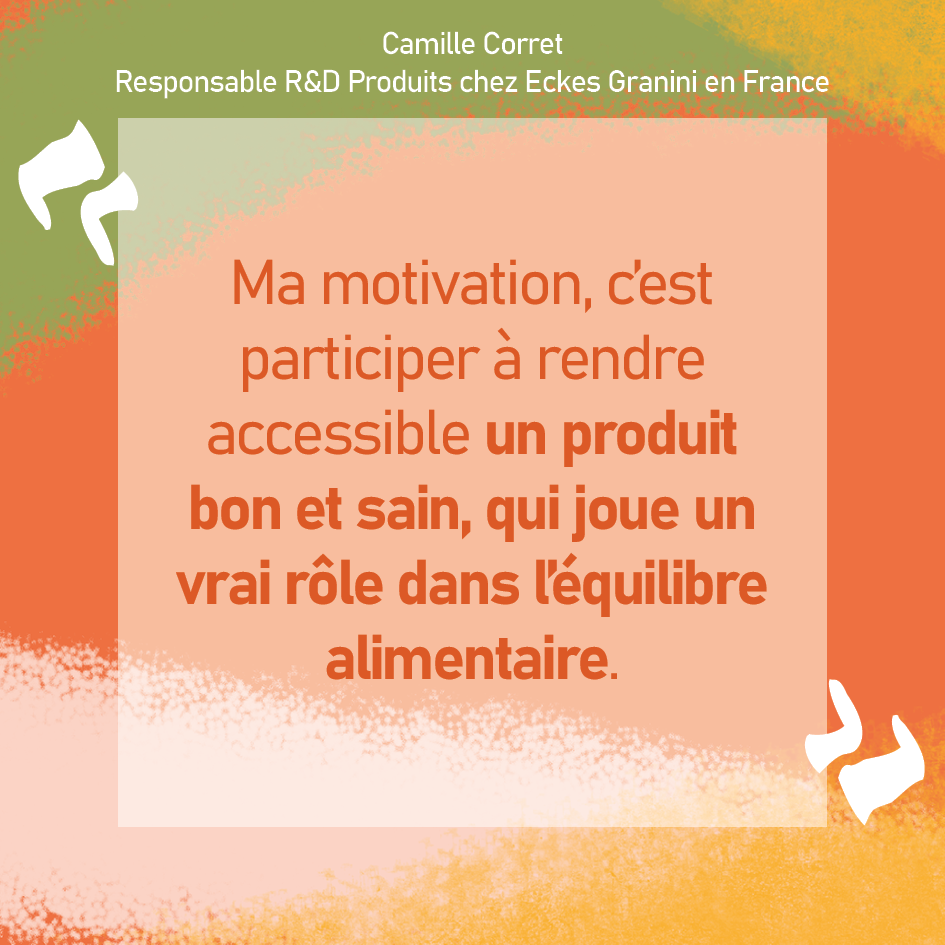 Camille Corret
Responsable R&D Produits chez Eckes Granini en France
Ma motivation, c’est
participer à rendre
accessible un produit
bon et sain, qui joue un
vrai rôle dans l’équilibre
alimentaire.